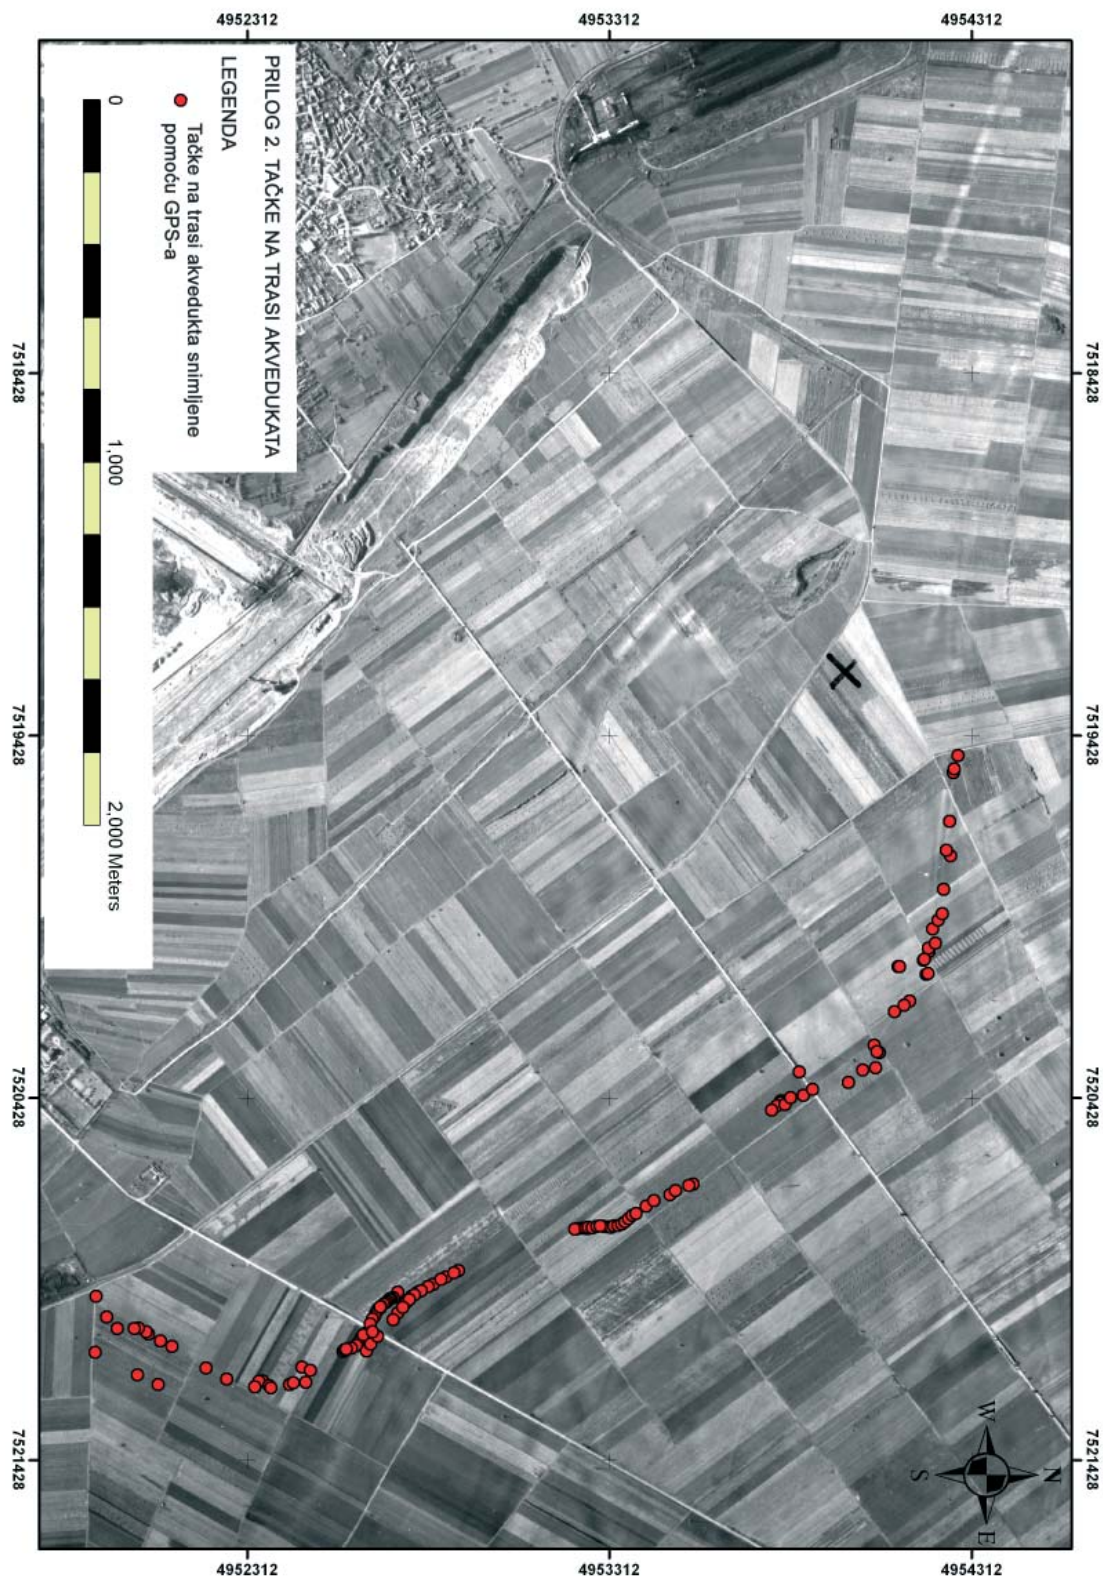 4952312
4953312
4954312
PRILOG 2. TAČKE NA TRASI AKVEDUKATA
LEGENDA
Tačke na trasi akvedukta snimljene
pomoću GPS-a
0
1,000
2,000 Meters
7518428
7519428
7520428
7521428
7518428
7519428
7520428
7521428
N
W
E
S
4952312
4953312
4954312